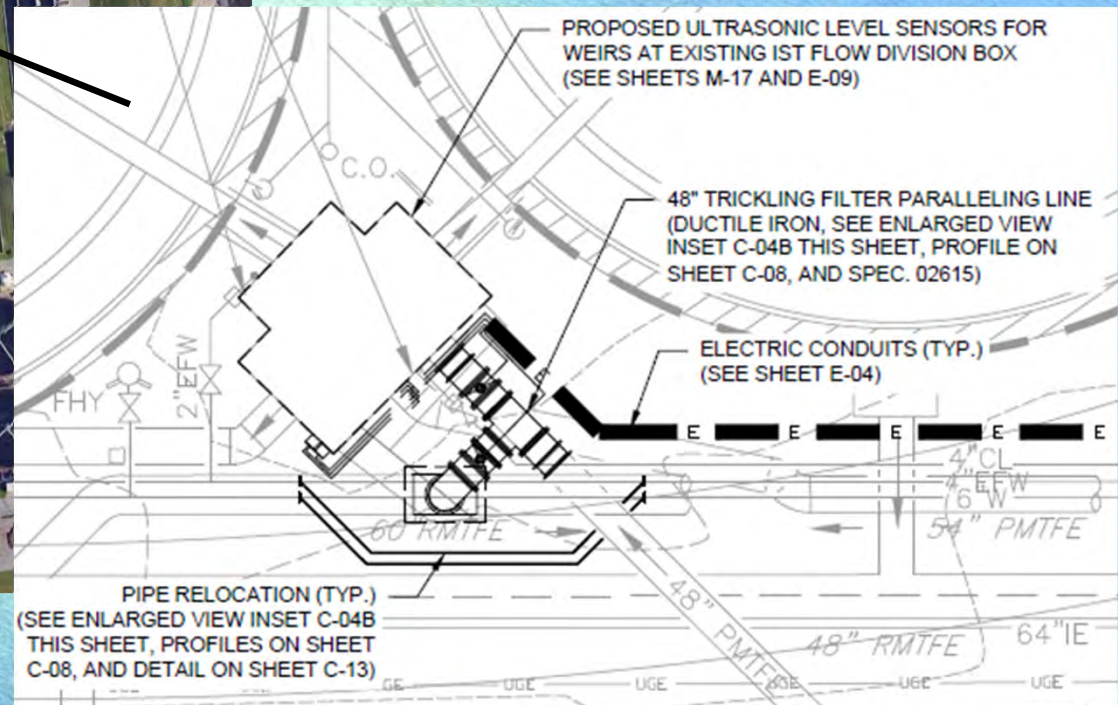 PROPOSED ULTRASONIC LEVEL SENSORS FOR
WEIRS AT EXISTING IST FLOW DIVISION BOX
(SEE SHEETS M-17 AND E-09)
C.O.
48" TRICKLING FILTER PARALLELING LINE
(DUCTILE IRON, SEE ENLARGED VIEW
INSET C-04B THIS SHEET, PROFILE ON
SHEET C-08, AND SPEC. 02615)
ELECTRIC CONDUITS (TYP.)
(SEE SHEET E-04)
FHY
2"EFW
E E E E E
4"CL
4"EFW
6"W
60 RMTFE
54" PMTFE
PIPE RELOCATION (TYP.)
(SEE ENLARGED VIEW INSET C-04B
THIS SHEET, PROFILES ON SHEET
C-08, AND DETAIL ON SHEET C-13)
48" PMTFE
48" RMTFE
64"IE
UGE UGE UGE UGE UGE